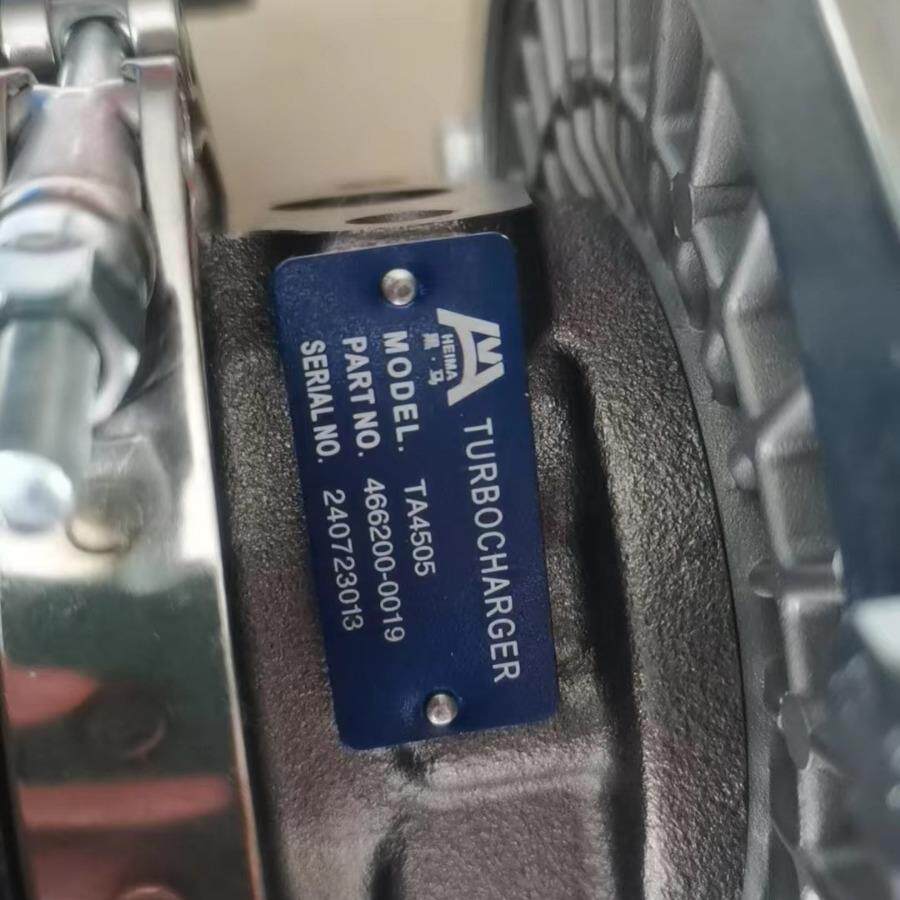 HEIMA
黑·马
TURBOCHARGER
MODEL. TA4505
PART NO. 466200-0019
SERIAL NO. 240723013